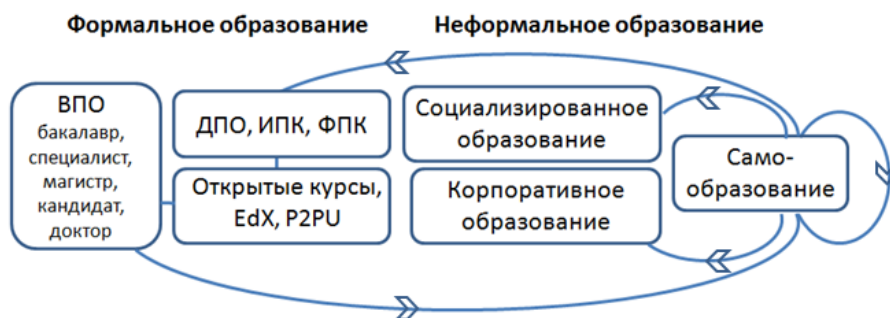 Формальное образование
Неформальное образование
ВПО
бакалавр,
специалист,
магистр,
кандидат,
доктор
ДПО, ИПК, ФПК
Открытые курсы,
EdX, P2PU
Социализированное
образование
Корпоративное
образование
Само-
образование